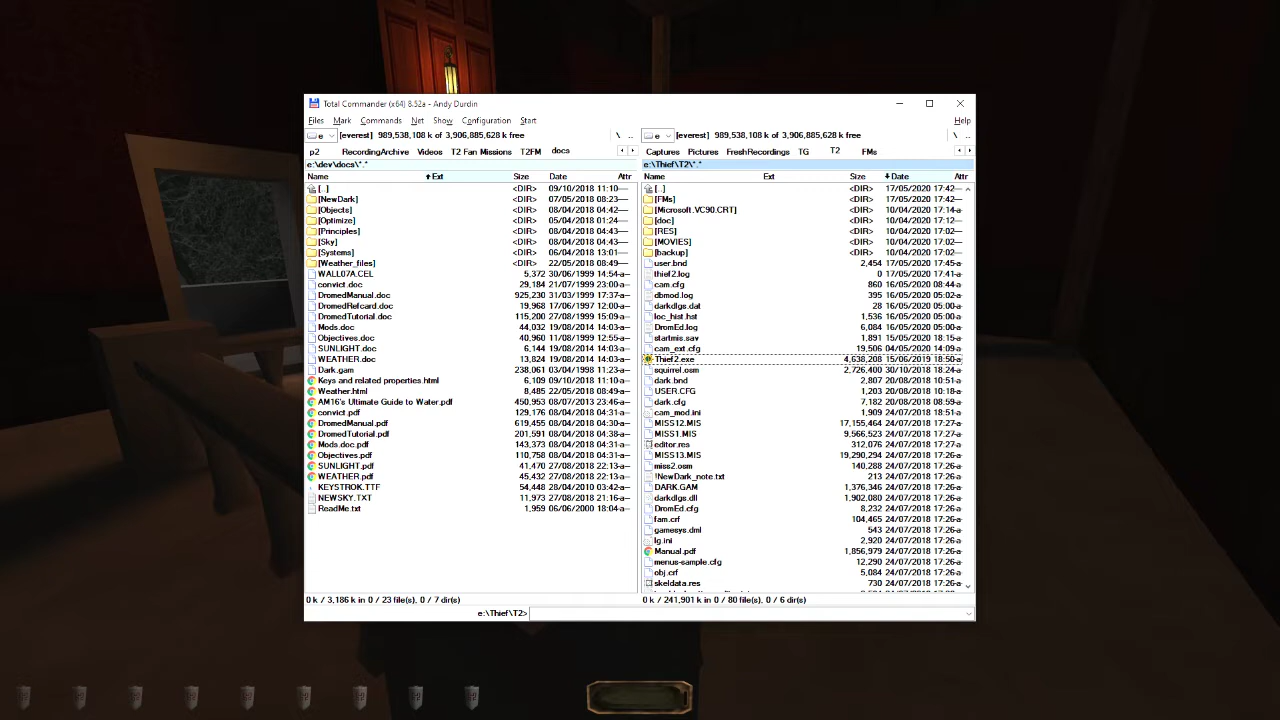 Total Commander (x64) 8.52a - Andy Durdin
Files Mark Commands Net Show Configuration Start Help
e [everest] 989,538,108 k of 3,906,885,628 k free \ ..
p2 RecordingArchive Videos T2 Fan Missions T2FM docs
e:\dev\docs\*.*
Name Ext Size Date Attr
[..] <DIR> 09/10/2018 11:10----
[NewDark] <DIR> 07/05/2018 08:23----
[Objects] <DIR> 08/04/2018 04:42----
[Optimize] <DIR> 05/04/2018 01:24----
[Principles] <DIR> 08/04/2018 04:43----
[Sky] <DIR> 08/04/2018 04:43----
[Systems] <DIR> 06/04/2018 13:01----
[Weather_files] <DIR> 22/05/2018 08:49----
WALL07A.CEL 5,372 30/06/1999 14:54-a--
convict.doc 29,184 21/07/1999 23:00-a--
DromedManual.doc 925,230 31/03/1999 17:37-a--
DromedRefcard.doc 19,968 17/06/1997 12:00-a--
DromedTutorial.doc 115,200 27/08/1999 15:09-a--
Mods.doc 44,032 19/08/2014 14:03-a--
Objectives.doc 40,960 11/08/1999 12:55-a--
SUNLIGHT.doc 6,144 19/08/2014 14:03-a--
WEATHER.doc 13,824 19/08/2014 14:03-a--
Dark.gam 238,061 03/04/1998 11:23-a--
Keys and related properties.html 6,109 09/10/2018 11:10-a--
Weather.html 8,485 22/05/2018 08:49-a--
AM16's Ultimate Guide to Water.pdf 450,953 08/07/2013 23:46-a--
convict.pdf 129,176 08/04/2018 04:31-a--
DromedManual.pdf 619,455 08/04/2018 04:30-a--
DromedTutorial.pdf 201,591 08/04/2018 04:38-a--
Mods.doc.pdf 143,373 08/04/2018 04:31-a--
Objectives.pdf 110,758 08/04/2018 04:31-a--
SUNLIGHT.pdf 41,470 27/08/2018 22:13-a--
WEATHER.pdf 45,432 27/08/2018 22:13-a--
KEYSTROK.TTF 54,448 28/04/2010 03:42-a--
NEWSKY.TXT 11,973 27/08/2018 21:16-a--
ReadMe.txt 1,959 06/06/2000 18:04-a--
0 k / 3,186 k in 0 / 23 file(s), 0 / 7 dir(s)
e [everest] 989,538,108 k of 3,906,885,628 k free \ ..
Captures Pictures FreshRecordings TG T2 FMs
e:\Thief\T2\*.*
Name Ext Size Date Attr
[..] <DIR> 17/05/2020 17:42----
[FMs] <DIR> 17/05/2020 17:42----
[Microsoft.VC90.CRT] <DIR> 10/04/2018 17:14-a
[doc] <DIR> 10/04/2018 17:12----
[RES] <DIR> 10/04/2018 17:02----
[MOVIES] <DIR> 10/04/2018 17:02----
[backup] <DIR> 10/04/2018 17:02----
user.bnd 2,454 17/05/2020 17:45-a
thief2.log 0 17/05/2020 17:41-a
cam.cfg 860 16/05/2020 08:44-a
dbmod.log 395 16/05/2020 05:02-a
darkdlgs.dat 28 16/05/2020 05:00-a
loc_hist.hst 1,536 16/05/2020 05:00-a
DromEd.log 6,084 16/05/2020 05:00-a
startmis.sav 1,891 15/05/2020 19:15-a
cam_ext.cfg 19,506 04/05/2020 14:09-a
Thief2.exe 4,638,208 15/06/2019 18:50-a
squirrel.osm 2,726,400 30/10/2018 18:24-a
dark.bnd 2,807 20/08/2018 10:51-a
USER.CFG 1,203 20/08/2018 09:51-a
dark.cfg 7,182 20/08/2018 08:59-a
cam_mod.ini 1,909 24/07/2018 18:51-a
MISS12.MIS 17,155,464 24/07/2018 17:27-a
MISS1.MIS 9,566,523 24/07/2018 17:27-a
editor.res 312,076 24/07/2018 17:27-a
MISS13.MIS 19,290,294 24/07/2018 17:27-a
miss2.osm 140,288 24/07/2018 17:27-a
!NewDark_note.txt 213 24/07/2018 17:27-a
DARK.GAM 1,376,346 24/07/2018 17:26-a
darkdlgs.dll 1,902,080 24/07/2018 17:26-a
DromEd.cfg 8,232 24/07/2018 17:26-a
fam.crf 104,465 24/07/2018 17:26-a
gamesys.dml 543 24/07/2018 17:26-a
lg.ini 2,920 24/07/2018 17:26-a
Manual.pdf 1,856,979 24/07/2018 17:26-a
menus-sample.cfg 12,290 24/07/2018 17:26-a
obj.crf 5,084 24/07/2018 17:26-a
skeldata.res 730 24/07/2018 17:26-a
0 k / 241,901 k in 0 / 80 file(s), 0 / 6 dir(s)
e:\Thief\T2>